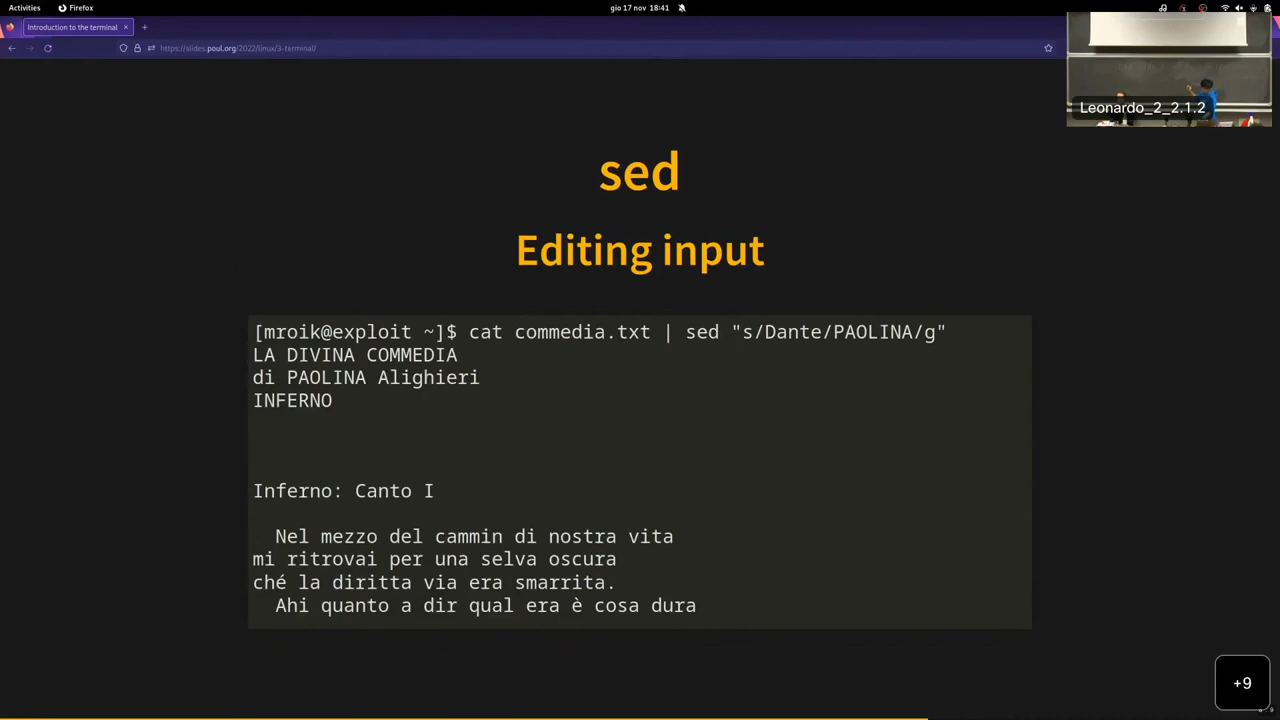 Activities
Firefox
gio 17 nov 18:41
Introduction to the terminal
https://slides.poul.org/2022/linux/3-terminal/
Leonardo_2_2.1.2
sed
Editing input
[mroik@exploit ~]$ cat commedia.txt | sed "s/Dante/PAOLINA/g"
LA DIVINA COMMEDIA
di PAOLINA Alighieri
INFERNO
Inferno: Canto I
Nel mezzo del cammin di nostra vita
mi ritrovai per una selva oscura
ché la diritta via era smarrita.
Ahi quanto a dir qual era è cosa dura
+9